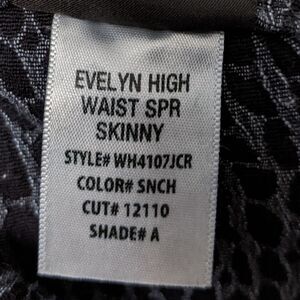 EVELYN HIGH
WAIST SPR
SKINNY
STYLE# WH4107JCR
COLOR# SNCH
CUT# 12110
SHADE# A